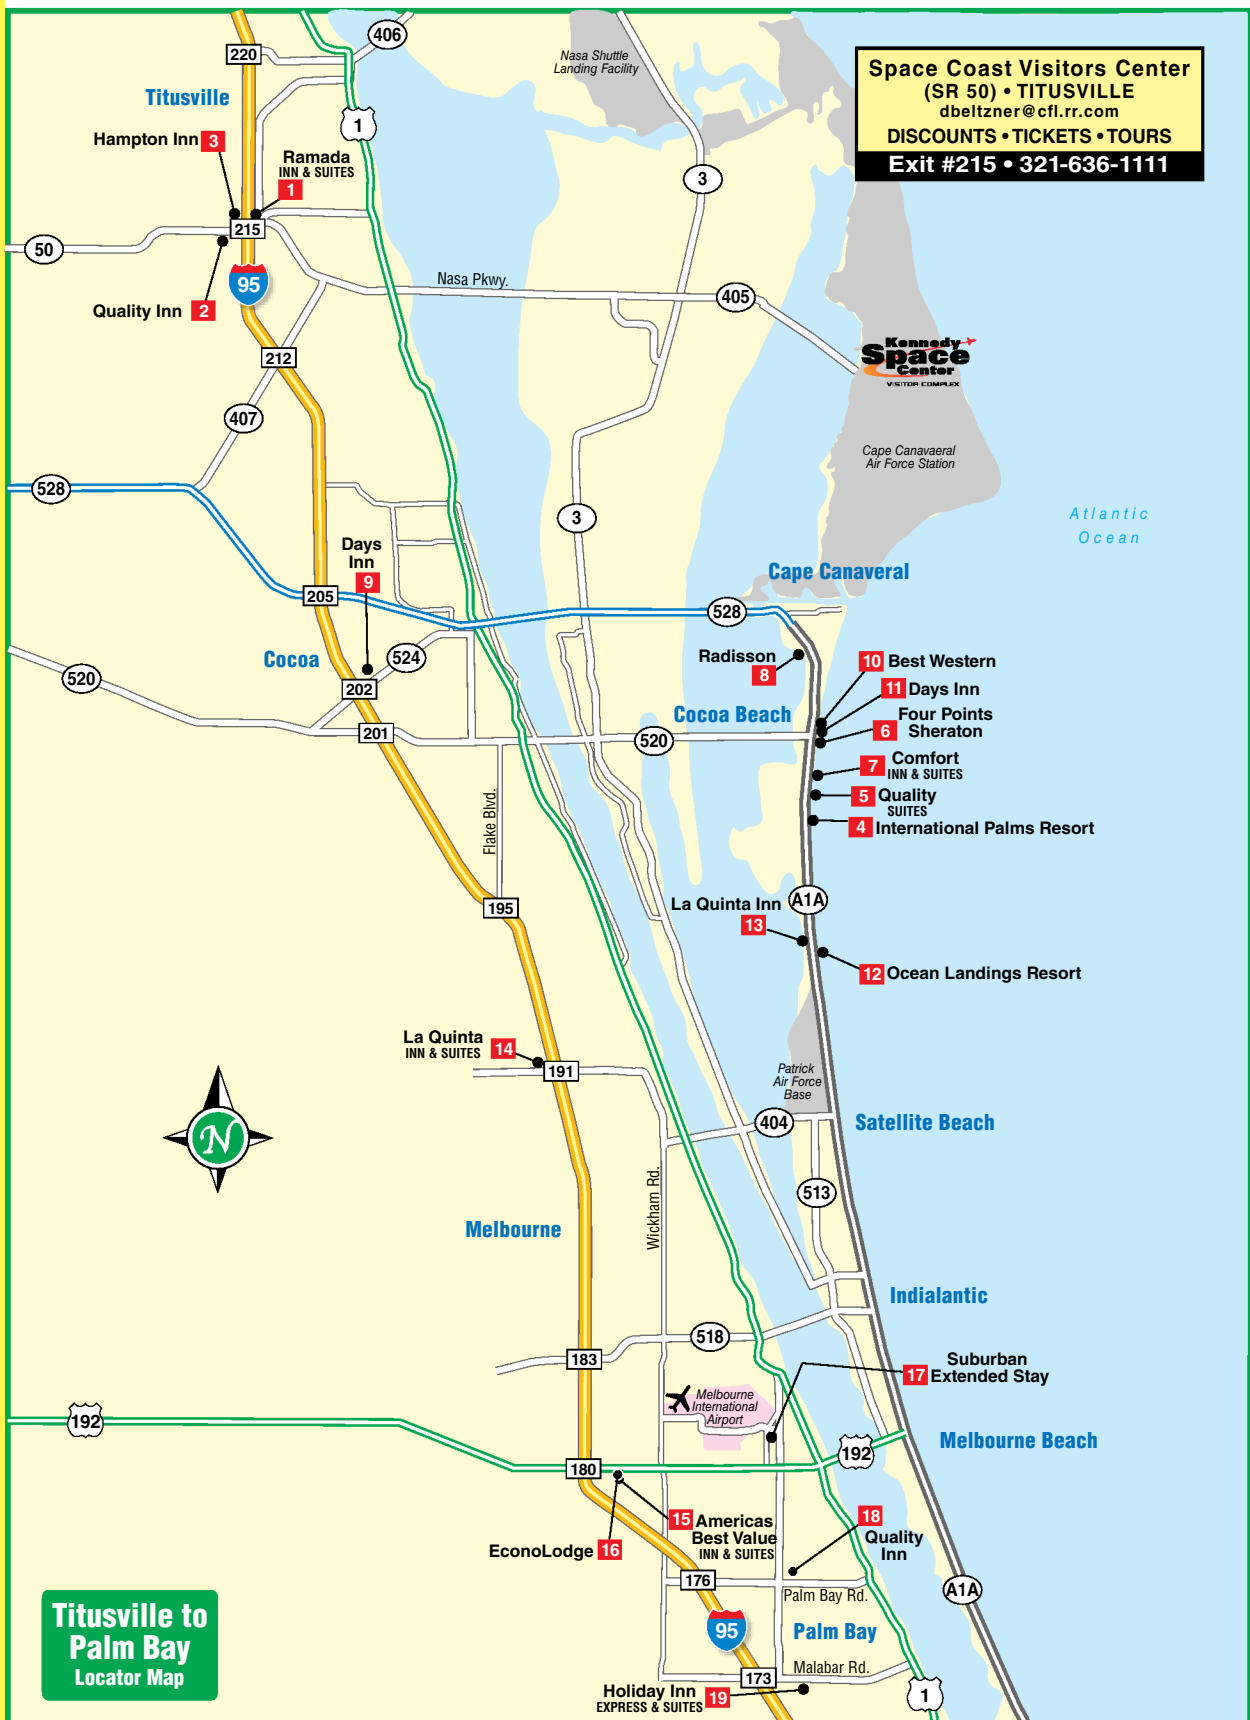 406
220
Nasa Shuttle
Landing Facility
Space Coast Visitors Center
(SR 50) • TITUSVILLE
dbeltzner@cfl.rr.com
DISCOUNTS • TICKETS • TOURS
Exit #215 • 321-636-1111
Titusville
1
Hampton Inn 3
Ramada
INN & SUITES
1
3
215
50
95
Nasa Pkwy.
405
Quality Inn 2
212
Kennedy
Space
Center
VISITOR COMPLEX
407
Cape Canavaeral
Air Force Station
528
3
Atlantic
Ocean
Days
Inn
9
Cape Canaveral
205
528
Cocoa
524
520
202
Radisson
8
10 Best Western
11 Days Inn
Cocoa Beach
6 Four Points
Sheraton
201
520
7 Comfort
INN & SUITES
5 Quality
SUITES
4 International Palms Resort
Flake Blvd.
195
La Quinta Inn
13
A1A
12 Ocean Landings Resort
La Quinta
INN & SUITES
14
191
Patrick
Air Force
Base
404
Satellite Beach
N
513
Wickham Rd.
Melbourne
Indialantic
518
183
17 Suburban
Extended Stay
Melbourne
International
Airport
192
192
Melbourne Beach
180
15 Americas
Best Value
INN & SUITES
EconoLodge 16
18
Quality
Inn
176
Palm Bay Rd.
A1A
95
Palm Bay
Malabar Rd.
173
Holiday Inn
EXPRESS & SUITES
19
1
Titusville to
Palm Bay
Locator Map